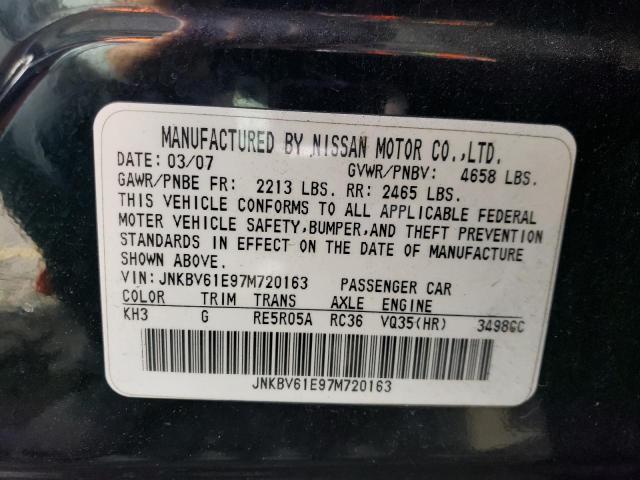 MANUFACTURED BY NISSAN MOTOR CO.,LTD.
DATE: 03/07 GVWR/PNBV: 4658 LBS.
GAWR/PNBE FR: 2213 LBS. RR: 2465 LBS.
THIS VEHICLE CONFORMS TO ALL APPLICABLE FEDERAL
MOTER VEHICLE SAFETY,BUMPER,AND THEFT PREVENTION
STANDARDS IN EFFECT ON THE DATE OF MANUFACTURE
SHOWN ABOVE.
VIN: JNKBV61E97M720163 PASSENGER CAR
COLOR TRIM TRANS AXLE ENGINE
KH3 G RE5R05A RC36 VQ35(HR) 3498CC
JNKBV61E97M720163